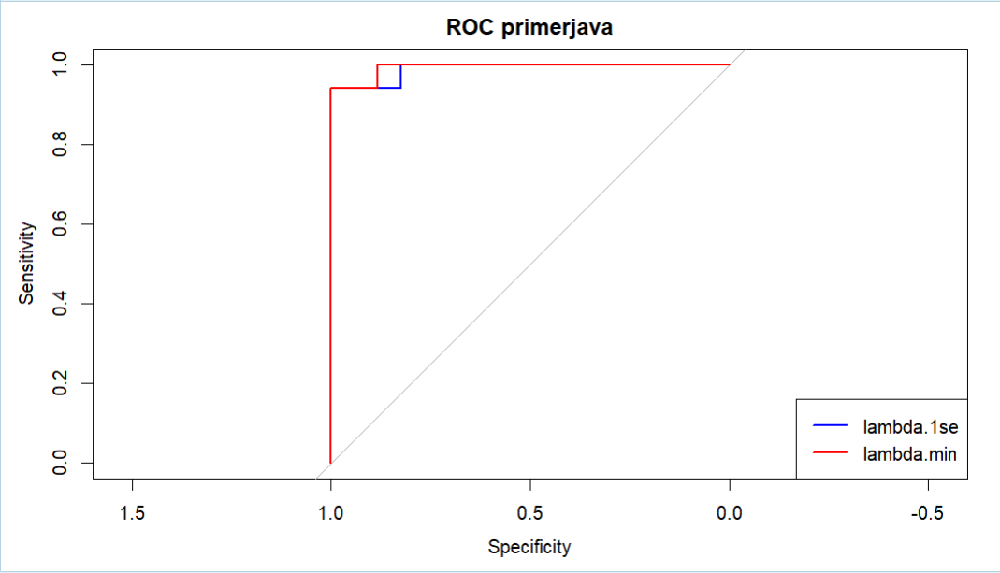 ROC primerjava
Sensitivity
1.0
0.8
0.6
0.4
0.2
0.0
lambda.1se
lambda.min
1.5
1.0
0.5
0.0
-0.5
Specificity